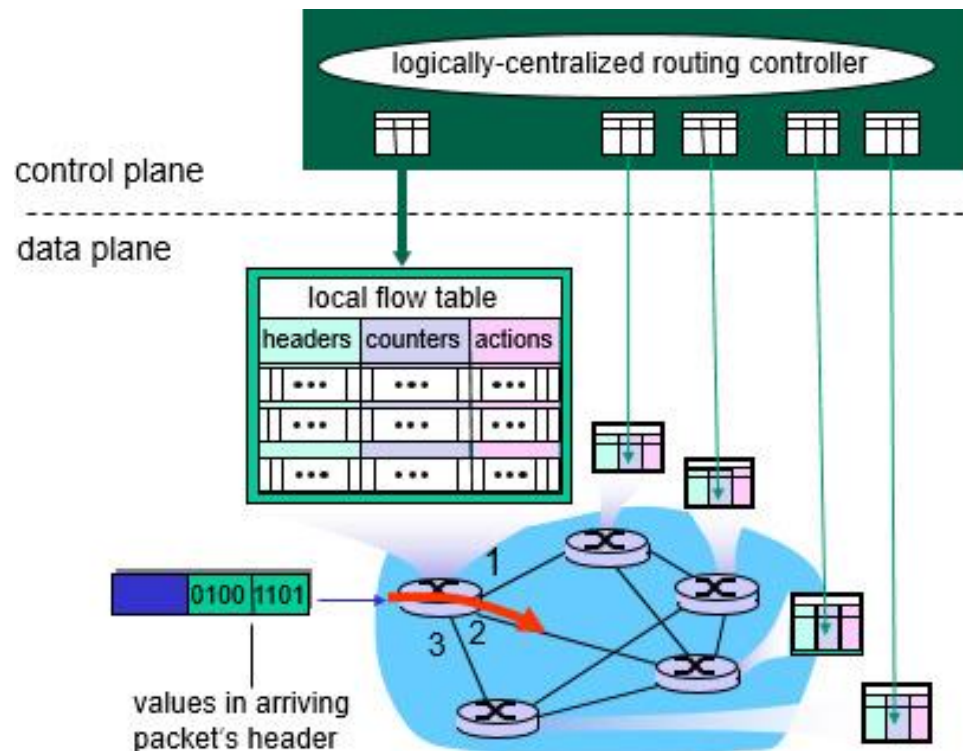 logically-centralized routing controller
control plane
data plane
local flow table
headers counters actions
••• ••• •••
••• ••• •••
••• ••• •••
1
0100 1101
3 2
values in arriving
packet's header